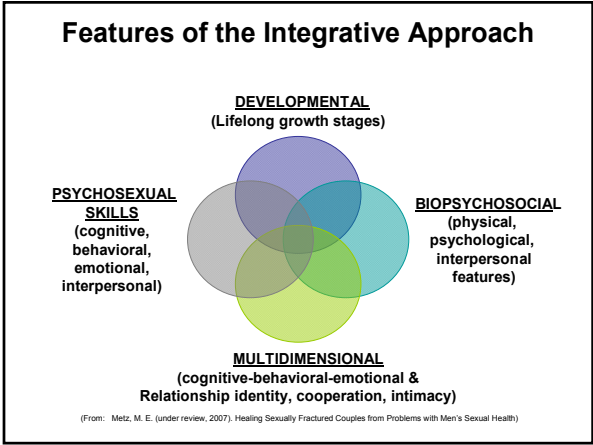 Features of the Integrative Approach
DEVELOPMENTAL
(Lifelong growth stages)
PSYCHOSEXUAL
SKILLS
(cognitive,
behavioral,
emotional,
interpersonal)
BIOPSYCHOSOCIAL
(physical,
psychological,
interpersonal
features)
MULTIDIMENSIONAL
(cognitive-behavioral-emotional &
Relationship identity, cooperation, intimacy)
(From: Metz, M. E. (under review, 2007). Healing Sexually Fractured Couples from Problems with Men's Sexual Health)